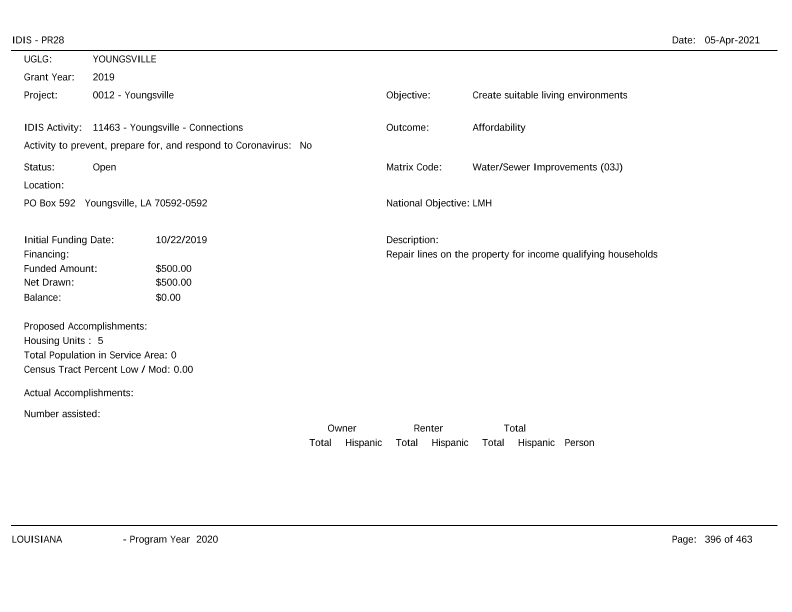 IDIS - PR28 Date: 05-Apr-2021
UGLG: YOUNGSVILLE
Grant Year: 2019
Project: 0012 - Youngsville Objective: Create suitable living environments
IDIS Activity: 11463 - Youngsville - Connections Outcome: Affordability
Activity to prevent, prepare for, and respond to Coronavirus: No
Status: Open Matrix Code: Water/Sewer Improvements (03J)
Location:
PO Box 592 Youngsville, LA 70592-0592 National Objective: LMH
Initial Funding Date: 10/22/2019 Description:
Financing: Repair lines on the property for income qualifying households
Funded Amount: $500.00
Net Drawn: $500.00
Balance: $0.00
Proposed Accomplishments:
Housing Units : 5
Total Population in Service Area: 0
Census Tract Percent Low / Mod: 0.00
Actual Accomplishments:
Number assisted:
Owner Renter Total
Total Hispanic Total Hispanic Total Hispanic Person
LOUISIANA - Program Year 2020 Page: 396 of 463